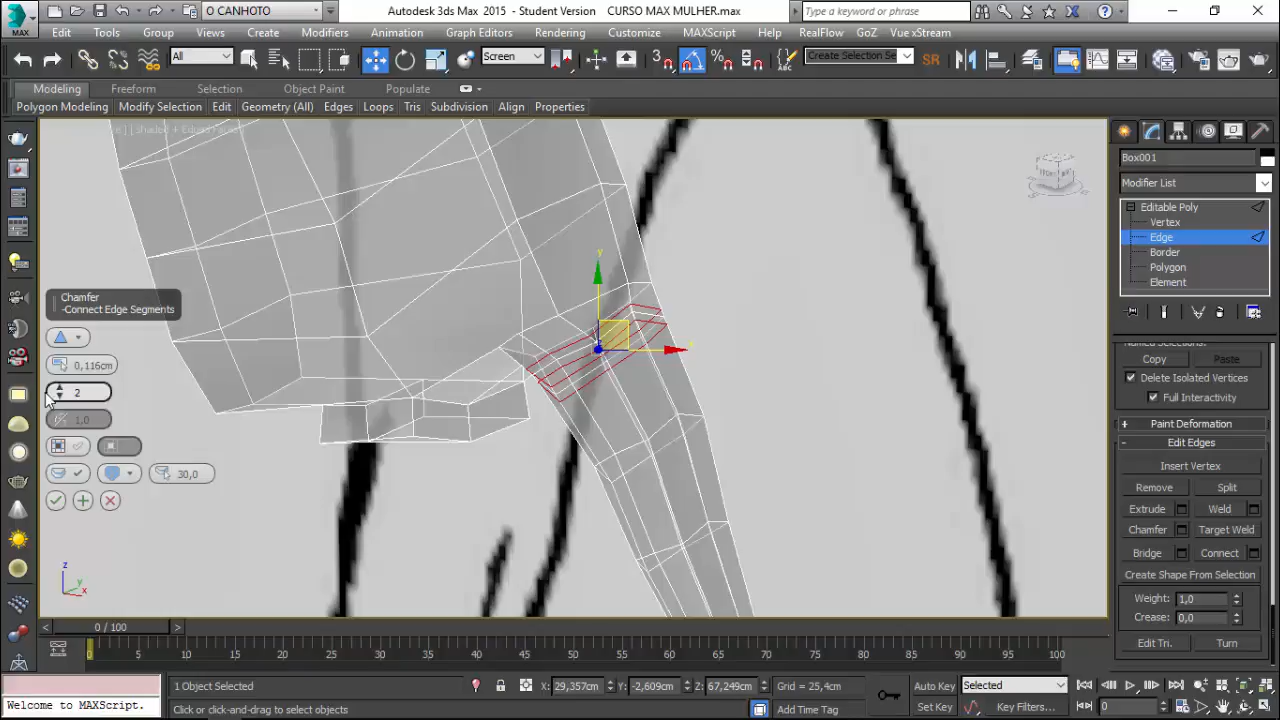 MAX
O CANHOTO
Autodesk 3ds Max 2015 - Student Version    CURSO MAX MULHER.max
Type a keyword or phrase
Edit Tools Group Views Create Modifiers Animation Graph Editors Rendering Customize MAXScript Help RealFlow GoZ Vue xStream
All
Screen
3
Create Selection Se
SR
Modeling Freeform Selection Object Paint Populate
Polygon Modeling Modify Selection Edit Geometry (All) Edges Loops Tris Subdivision Align Properties
Box001
Modifier List
Editable Poly
Vertex
Edge
Border
Polygon
Element
Chamfer
-Connect Edge Segments
0,116cm
2
1,0
30,0
Copy Paste
Delete Isolated Vertices
Full Interactivity
+ Paint Deformation
- Edit Edges
Insert Vertex
Remove Split
Extrude Weld
Chamfer Target Weld
Bridge Connect
Create Shape From Selection
Weight: 1,0
Crease: 0,0
Edit Tri. Turn
y
x
z
y
x
< 0 / 100 >
0 5 10 15 20 25 30 35 40 45 50 55 60 65 70 75 80 85 90 95 100
Welcome to MAXScript.
1 Object Selected
Click or click-and-drag to select objects
X: 29,357cm Y: -2,609cm Z: 67,249cm
Grid = 25,4cm
Add Time Tag
Auto Key Selected
Set Key Key Filters...
0